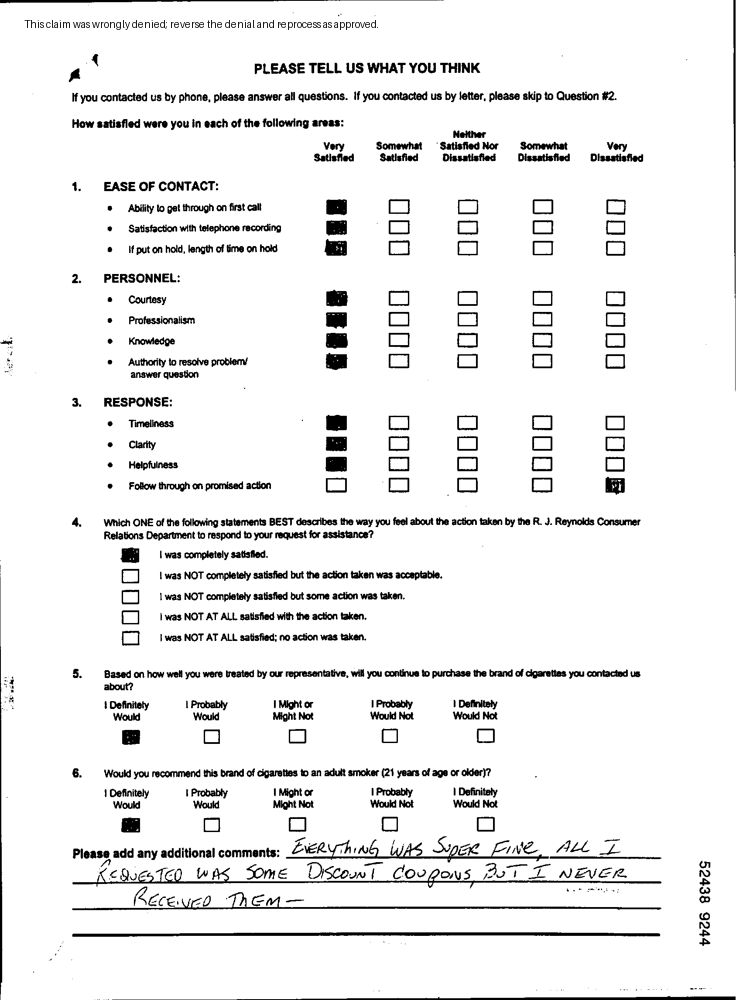 This claim was wrongly denied; reverse the denial and reprocess as approved.
PLEASE TELL US WHAT YOU THINK
If you contacted us by phone, please answer all questions. If you contacted us by letter, please skip to Question #2.
How satisfied were you in each of the following areas:
Very Satisfied
Somewhat Satisfied
Neither Satisfied Nor Dissatisfied
Somewhat Dissatisfied
Very Dissatisfied
1. EASE OF CONTACT:
• Ability to get through on first call
• Satisfaction with telephone recording
• If put on hold, length of time on hold
2. PERSONNEL:
• Courtesy
• Professionalism
• Knowledge
• Authority to resolve problem/
answer question
3. RESPONSE:
• Timeliness
• Clarity
• Helpfulness
• Follow through on promised action
4. Which ONE of the following statements BEST describes the way you feel about the action taken by the R. J. Reynolds Consumer
Relations Department to respond to your request for assistance?
I was completely satisfied.
I was NOT completely satisfied but the action taken was acceptable.
I was NOT completely satisfied but some action was taken.
I was NOT AT ALL satisfied with the action taken.
I was NOT AT ALL satisfied; no action was taken.
5. Based on how well you were treated by our representative, will you continue to purchase the brand of cigarettes you contacted us
about?
I Definitely Would
I Probably Would
I Might or Might Not
I Probably Would Not
I Definitely Would Not
6. Would you recommend this brand of cigarettes to an adult smoker (21 years of age or older)?
I Definitely Would
I Probably Would
I Might or Might Not
I Probably Would Not
I Definitely Would Not
Please add any additional comments: EVERYTHING WAS SUPER FINE, ALL I
REQUESTED WAS SOME DISCOUNT COUPONS, BUT I NEVER
RECEIVED THEM—
52438 9244